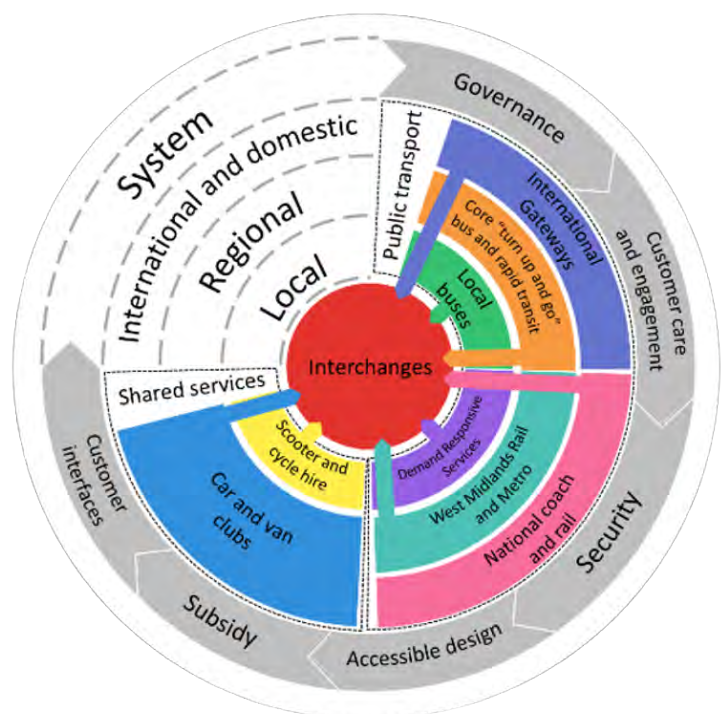 System
International and domestic
Regional
Local
Governance
Customer care
and engagement
Security
Accessible design
Subsidy
Customer
interfaces
Public transport
International
Gateways
Core “turn up and go”
bus and rapid transit
Local
buses
Interchanges
Demand Responsive
Services
West Midlands Rail
and Metro
National coach
and rail
Shared services
Scooter and
cycle hire
Car and van
clubs